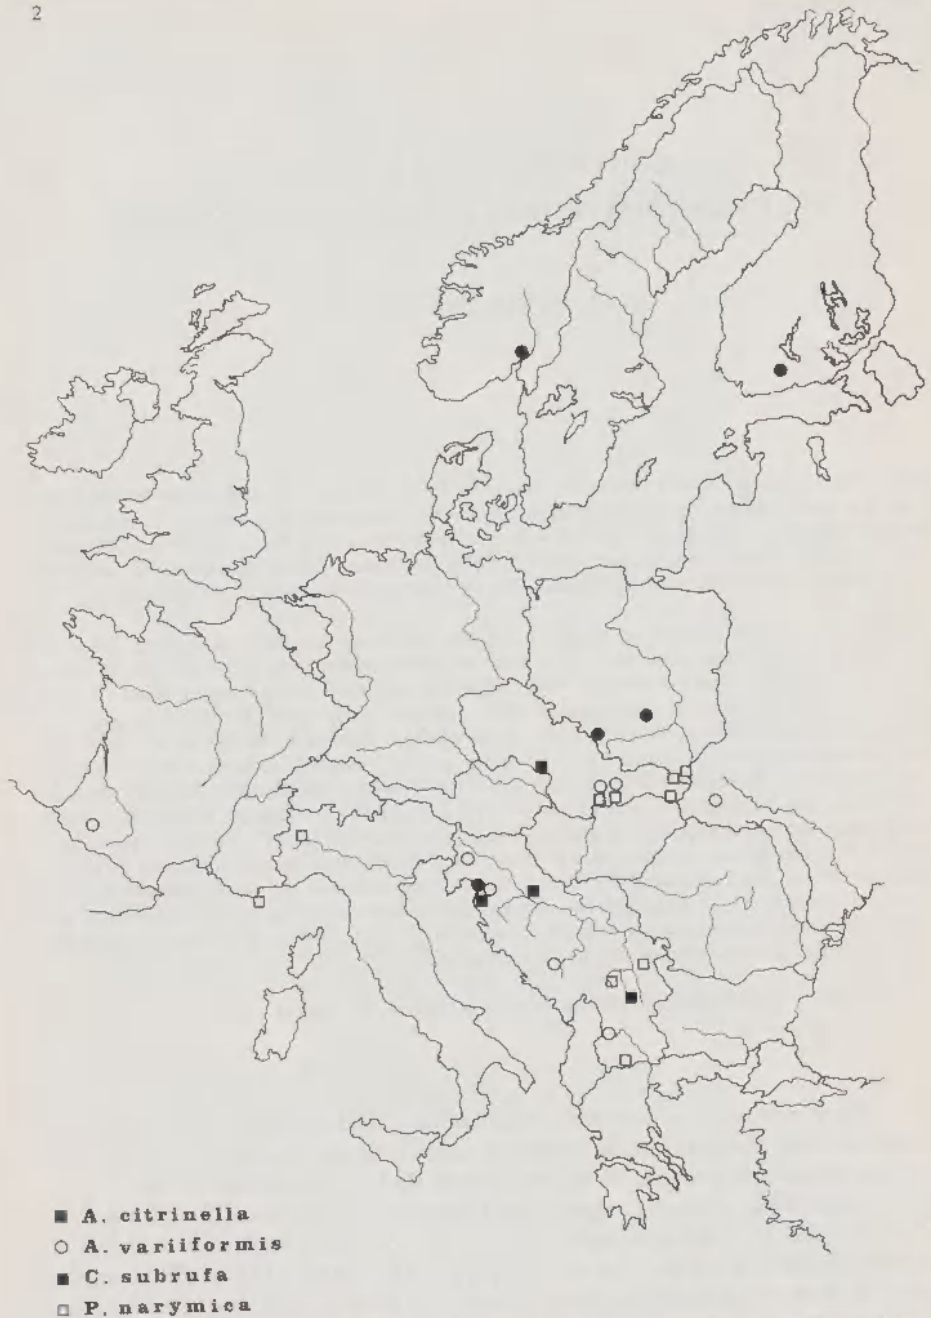 2
A. citrinella
A. variiformis
C. subrufa
P. narymica